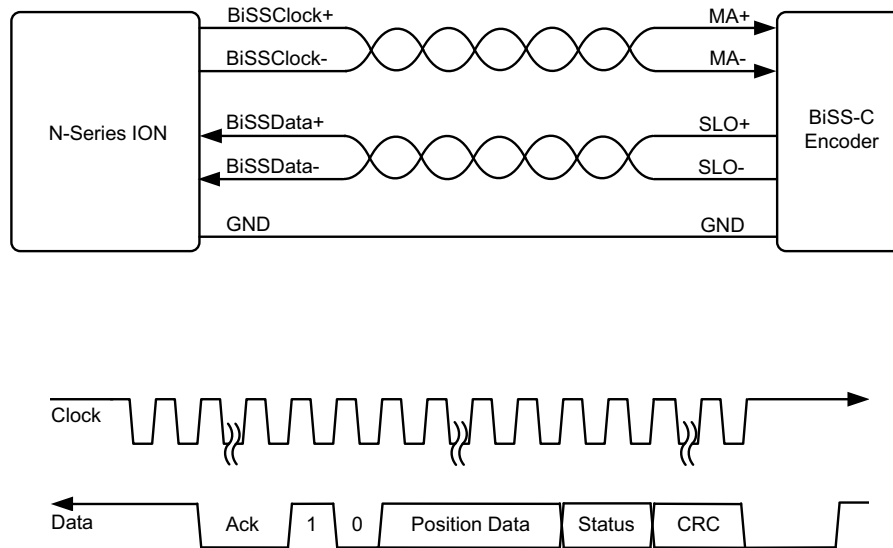 BiSSClock+ MA+
BiSSClock- MA-
N-Series ION
BiSSData+ SLO+
BiSS-C
Encoder
BiSSData- SLO-
GND GND
Clock
Data Ack 1 0 Position Data Status CRC